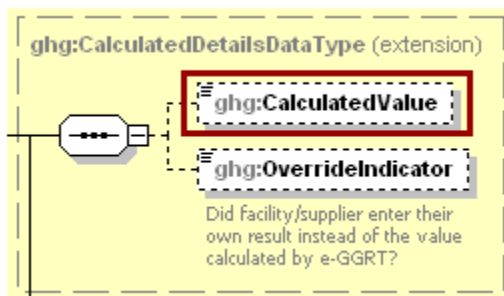 ghg:CalculatedDetailsDataType (extension)
ghg:CalculatedValue
ghg:OverrideIndicator
Did facility/supplier enter their
own result instead of the value
calculated by e-GGRT?